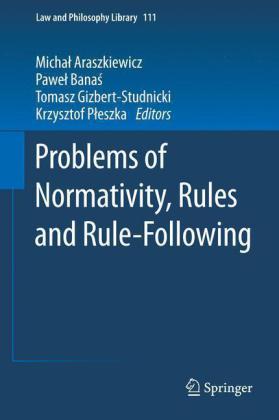 Law and Philosophy Library 111
Michał Araszkiewicz
Paweł Banaś
Tomasz Gizbert-Studnicki
Krzysztof Płeszka Editors
Problems of
Normativity, Rules
and Rule-Following
Springer